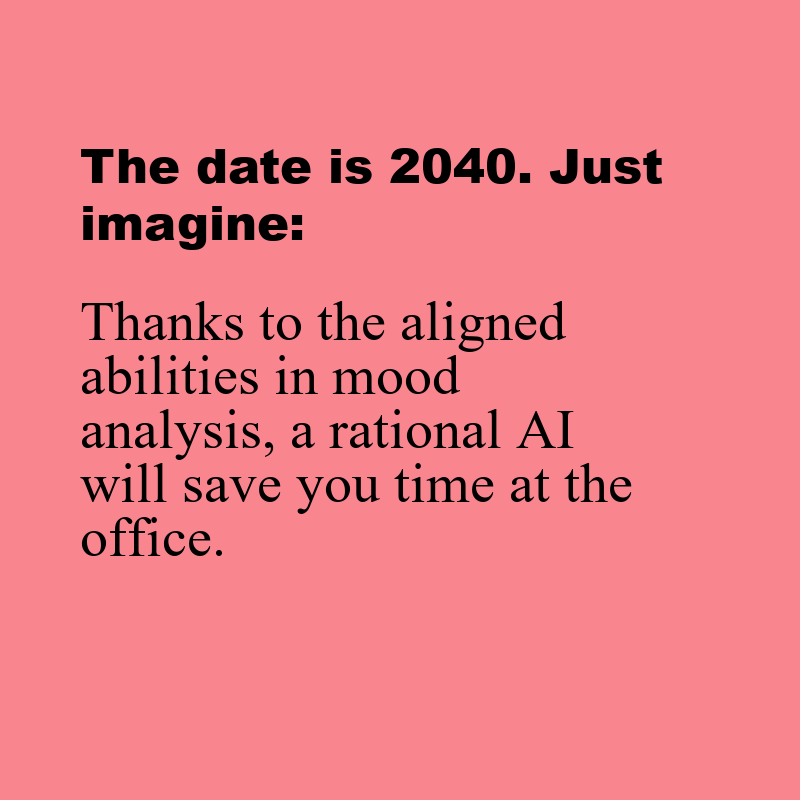 The date is 2040. Just
imagine:
Thanks to the aligned
abilities in mood
analysis, a rational AI
will save you time at the
office.